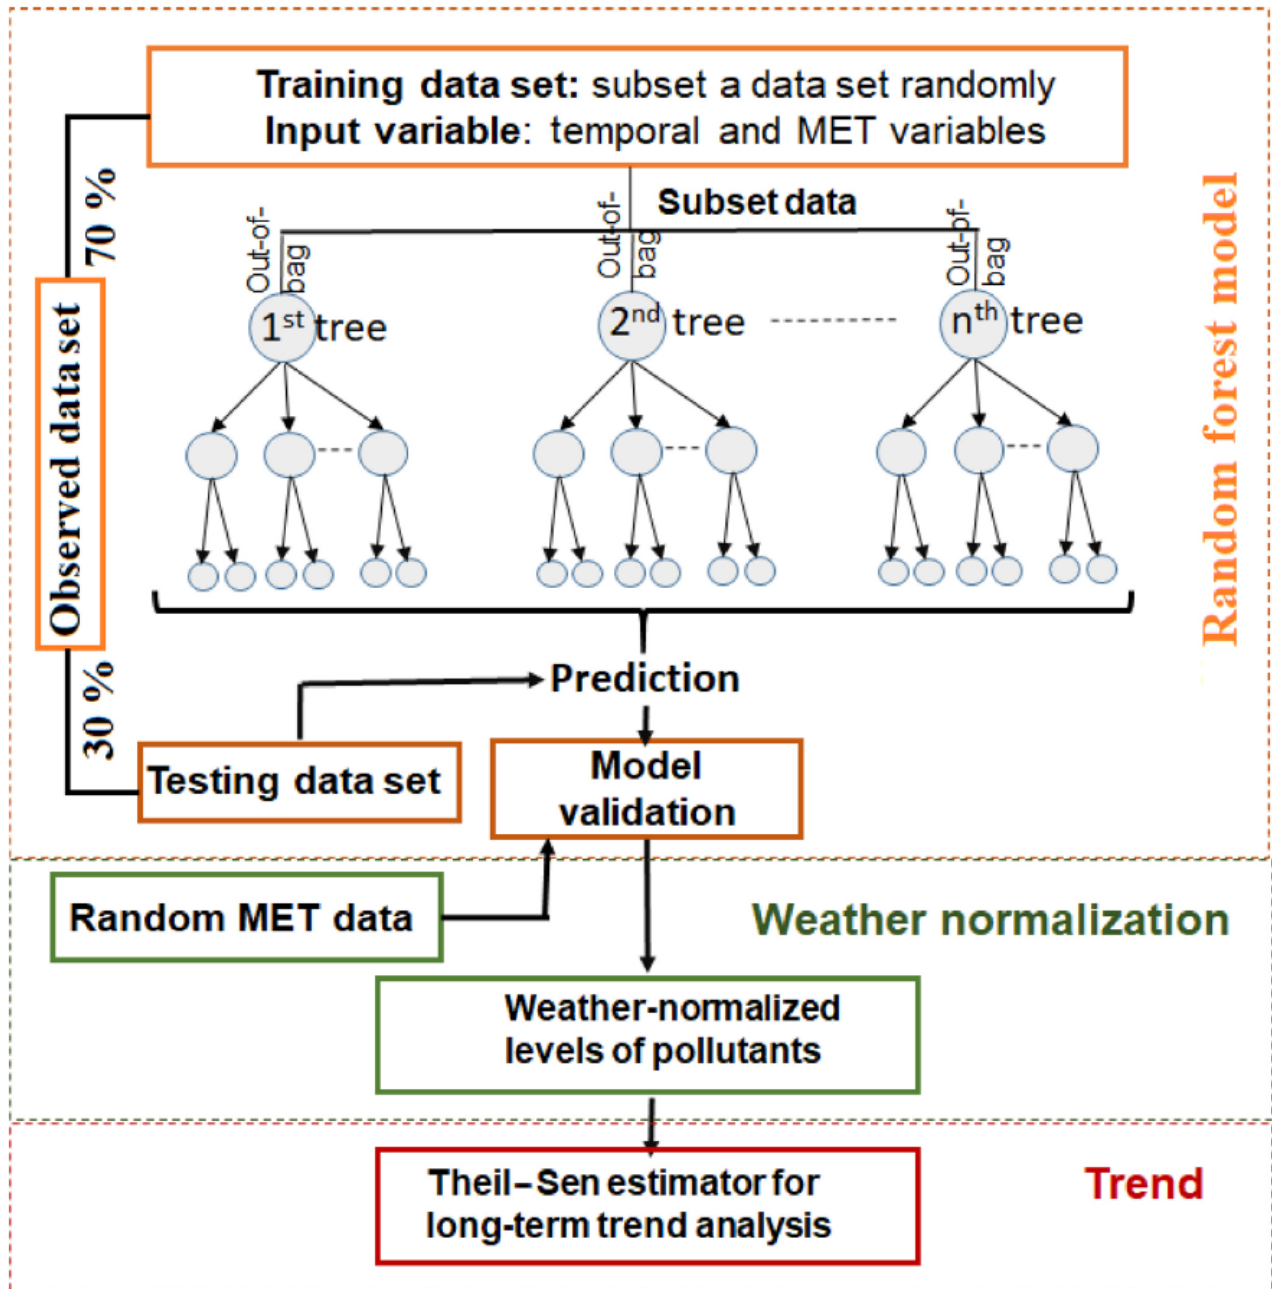 Training data set: subset a data set randomly
Input variable: temporal and MET variables
70 %
Subset data
Out-of-
bag
Out-of-
bag
Out-of-
bag
1st tree
2nd tree
nth tree
Observed data set
Random forest model
30 %
Prediction
Testing data set
Model
validation
Random MET data
Weather normalization
Weather-normalized
levels of pollutants
Theil–Sen estimator for
long-term trend analysis
Trend